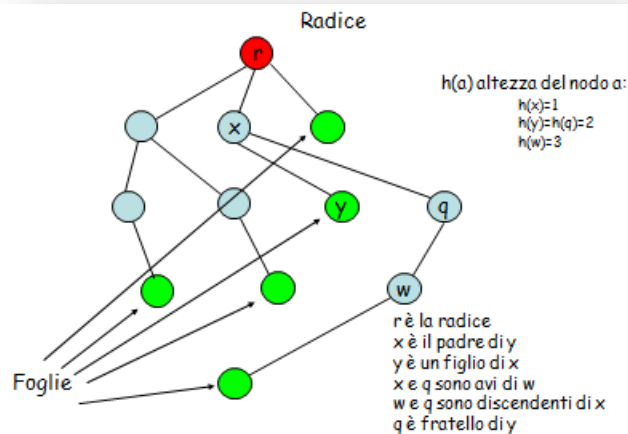 Radice
r
h(a) altezza del nodo a:
h(x)=1
h(y)=h(q)=2
h(w)=3
x
y
q
w
r è la radice
x è il padre di y
y è un figlio di x
x e q sono avi di w
w e q sono discendenti di x
q è fratello di y
Foglie